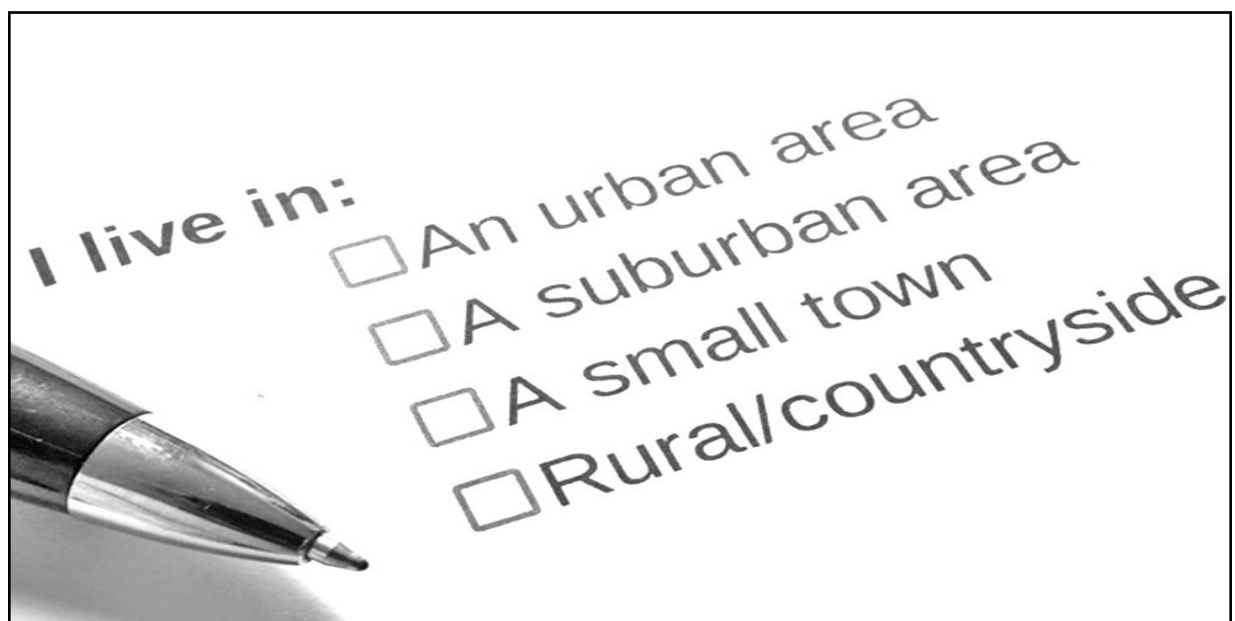 I live in:
An urban area
A suburban area
A small town
Rural/countryside